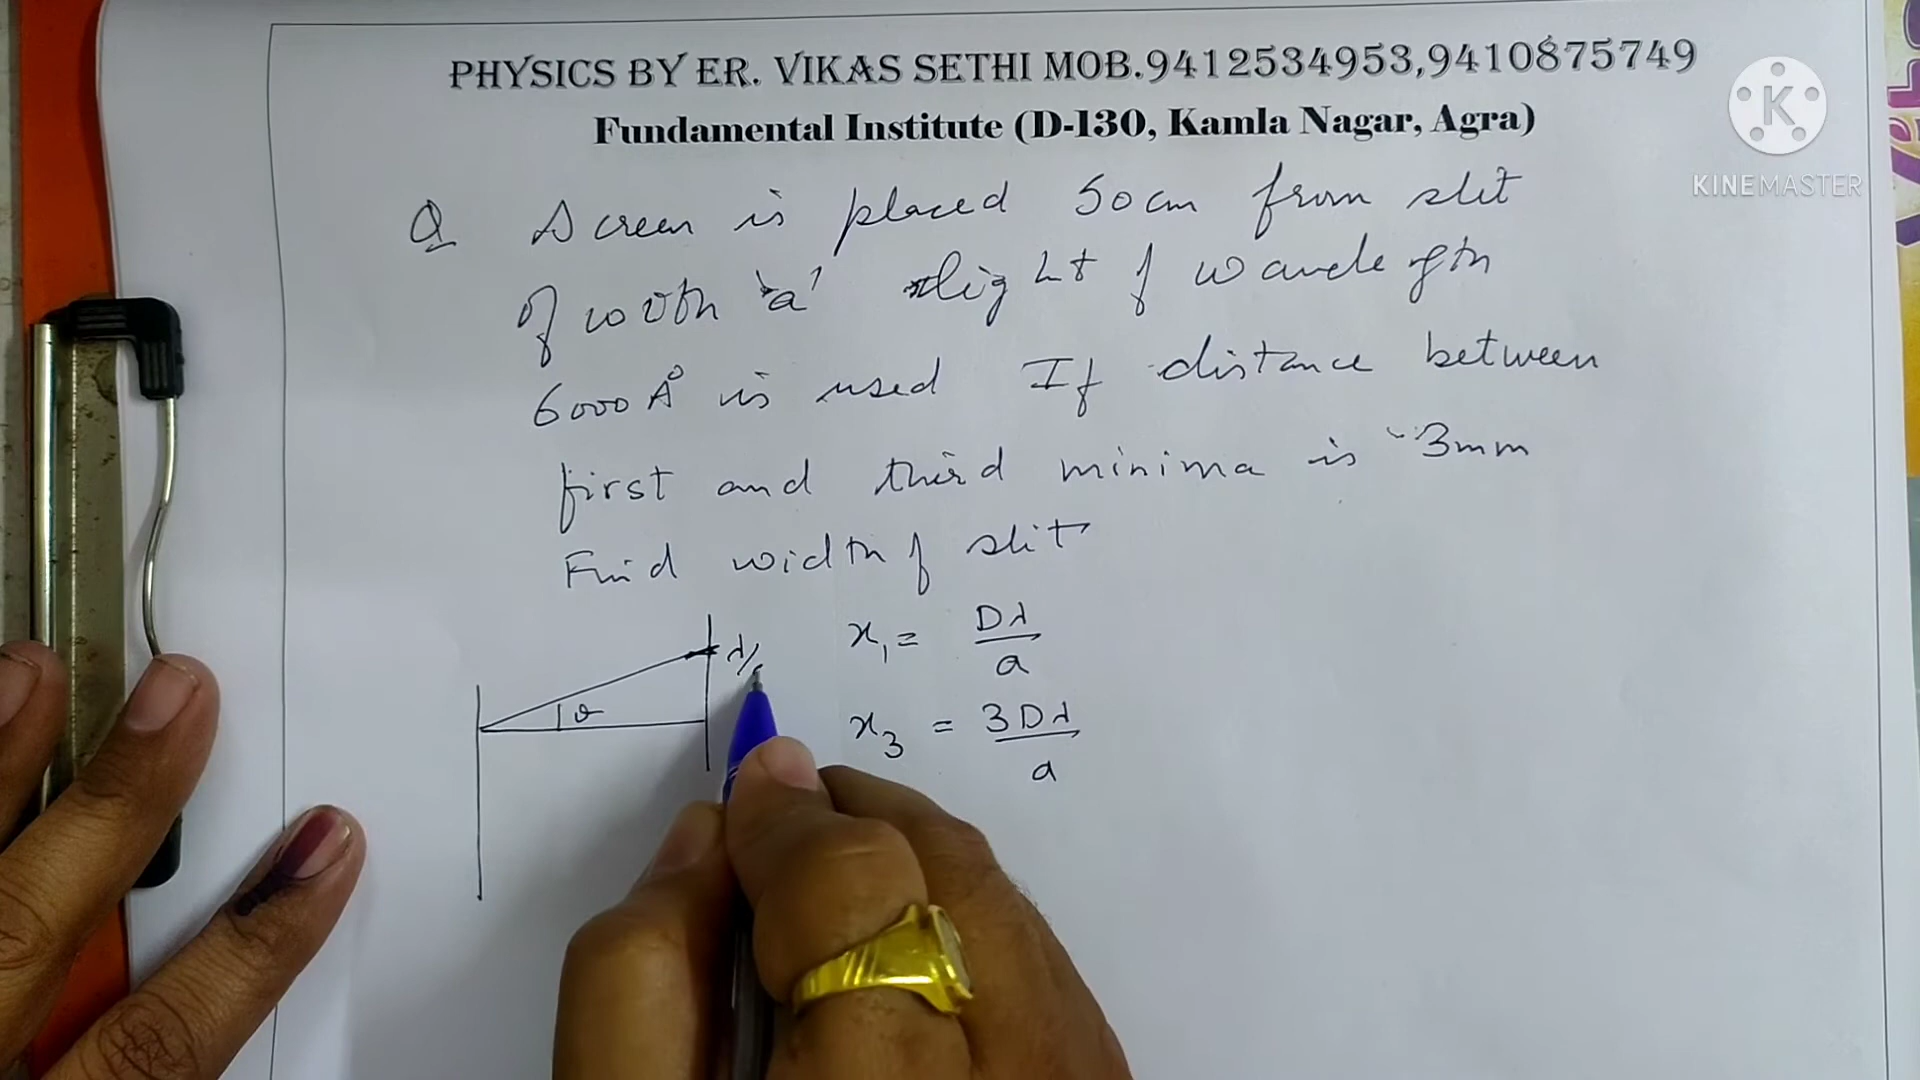 PHYSICS BY ER. VIKAS SETHI MOB.9412534953,9410875749
Fundamental Institute (D-130, Kamla Nagar, Agra)
K
KINEMASTER
Q Screen is placed 50cm from slit
of width 'a' light of wavelength
6000 A° is used If distance between
first and third minima is 3mm
Find width of slit
x₁ = Dλ/a
x₃ = 3Dλ/a
λ/
θ